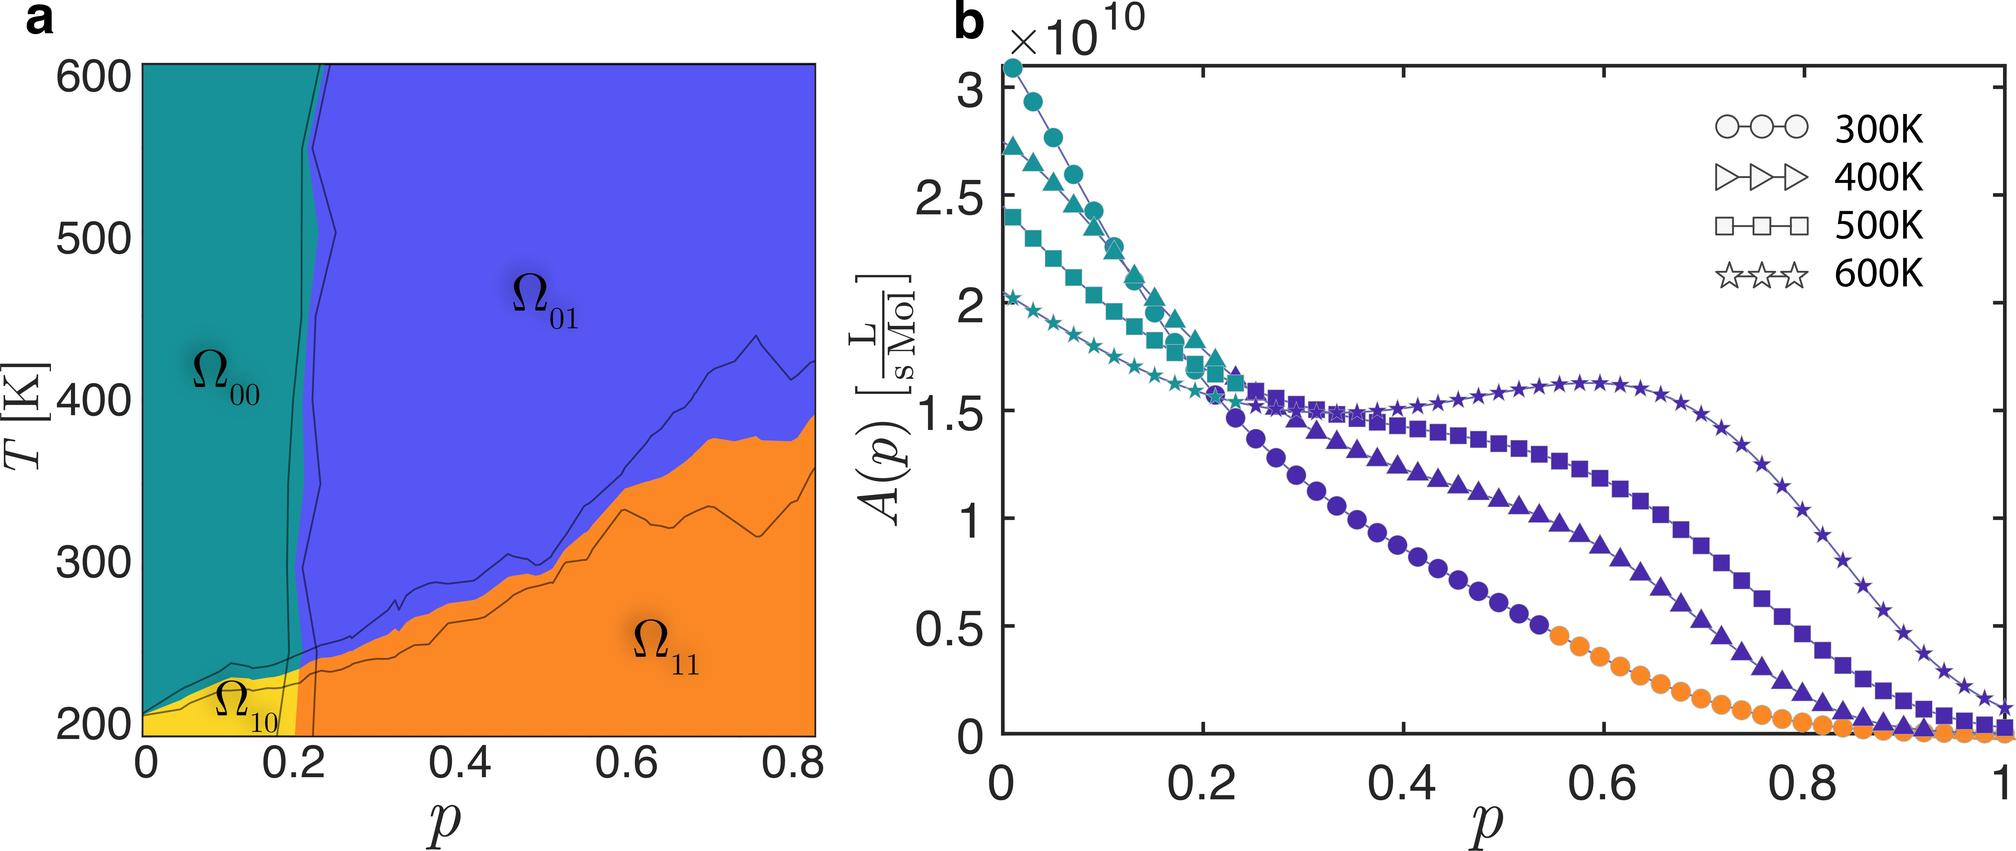 a
600
500
400
300
200
T [K]
Ω00
Ω01
Ω10
Ω11
0 0.2 0.4 0.6 0.8
p
b
×10^10
3
2.5
2
1.5
1
0.5
0
A(p) [L / s Mol]
300K
400K
500K
600K
0 0.2 0.4 0.6 0.8 1
p